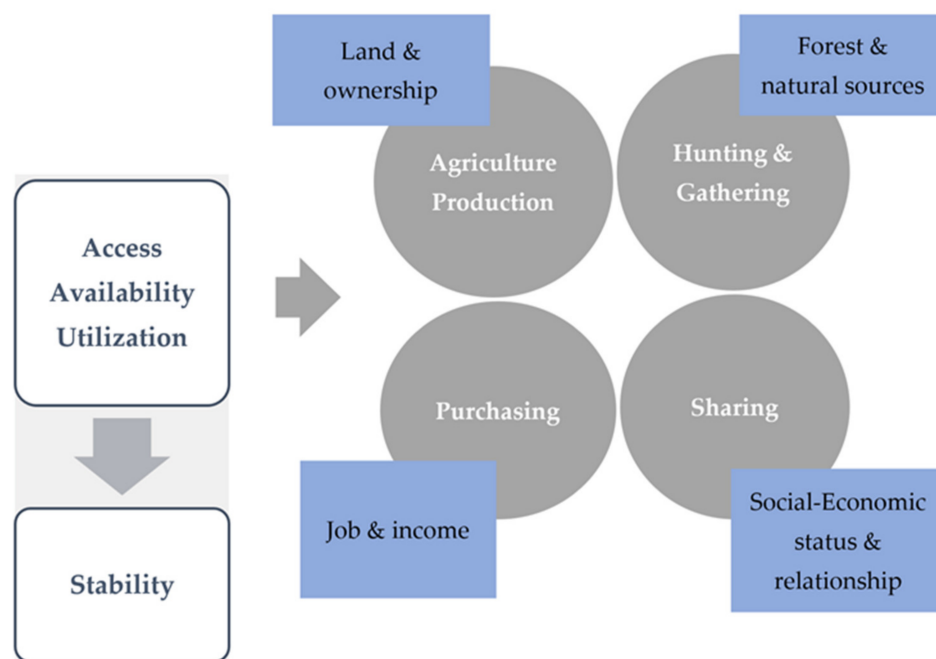 Land &
ownership
Forest &
natural sources
Agriculture
Production
Hunting &
Gathering
Access
Availability
Utilization
Purchasing
Sharing
Job & income
Social-Economic
status &
relationship
Stability